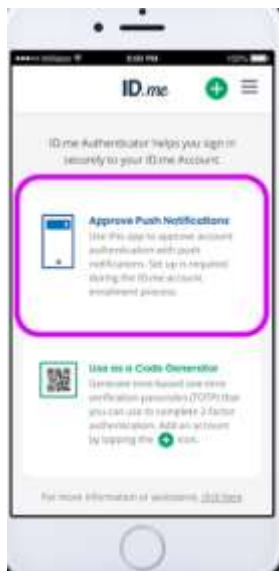 9:00 PM
ID.me
ID.me Authenticator helps you sign in
securely to your ID.me Account.
Approve Push Notifications
Use this app to approve account
authentication with push
notifications. Set up is required
during the ID.me account
enrollment process.
Use as a Code Generator
Generate time-based one-time
verification passcodes (TOTP) that
you can use to complete 2-factor
authentication. Add an account
by tapping the icon.
For more information or assistance, click here